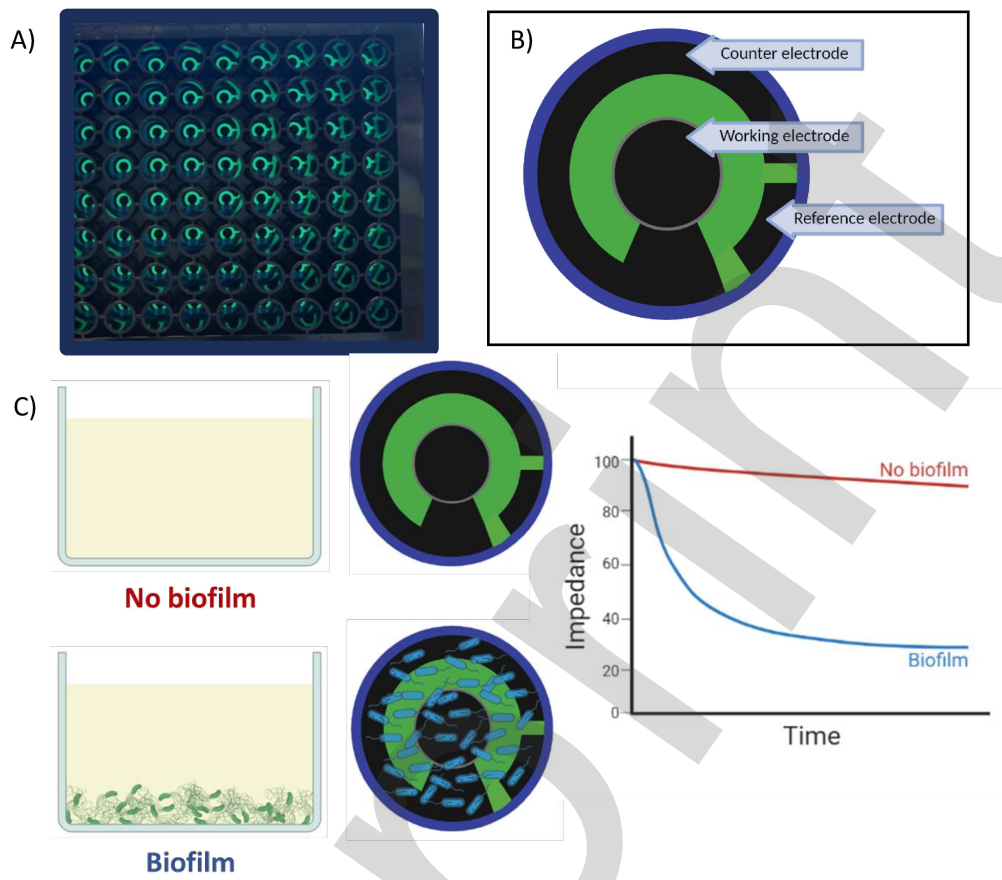 A)
B)
Counter electrode
Working electrode
Reference electrode
C)
No biofilm
Biofilm
Impedance
100
80
60
40
20
0
No biofilm
Biofilm
Time